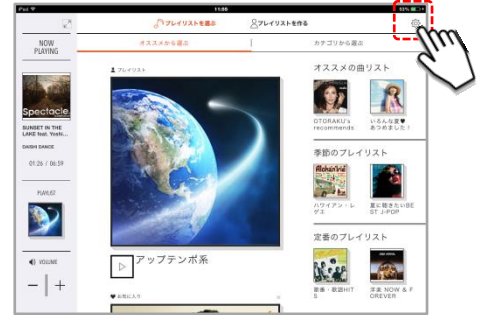 iPad
11:00
93%
プレイリストを選ぶ
プレイリストを作る
NOW
PLAYING
オススメから選ぶ
カテゴリから選ぶ
Spectacle
SUNSET IN THE
LAKE feat. Yoshi...
DAISHI DANCE
01:26 / 06:59
PLAYLIST
VOLUME
プレイリスト
アップテンポ系
お気に入り
オススメの曲リスト
OTORAKU's
recommends
いろんな夏♥
あつめました！
季節のプレイリスト
ハワイアン・レ
ゲエ
夏に聴きたいBE
ST J-POP
定番のプレイリスト
歌番・歌謡HIT
S
洋楽 NOW & F
OREVER